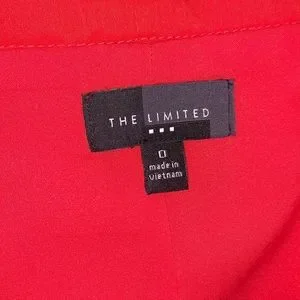 THE LIMITED
0
made in
Vietnam